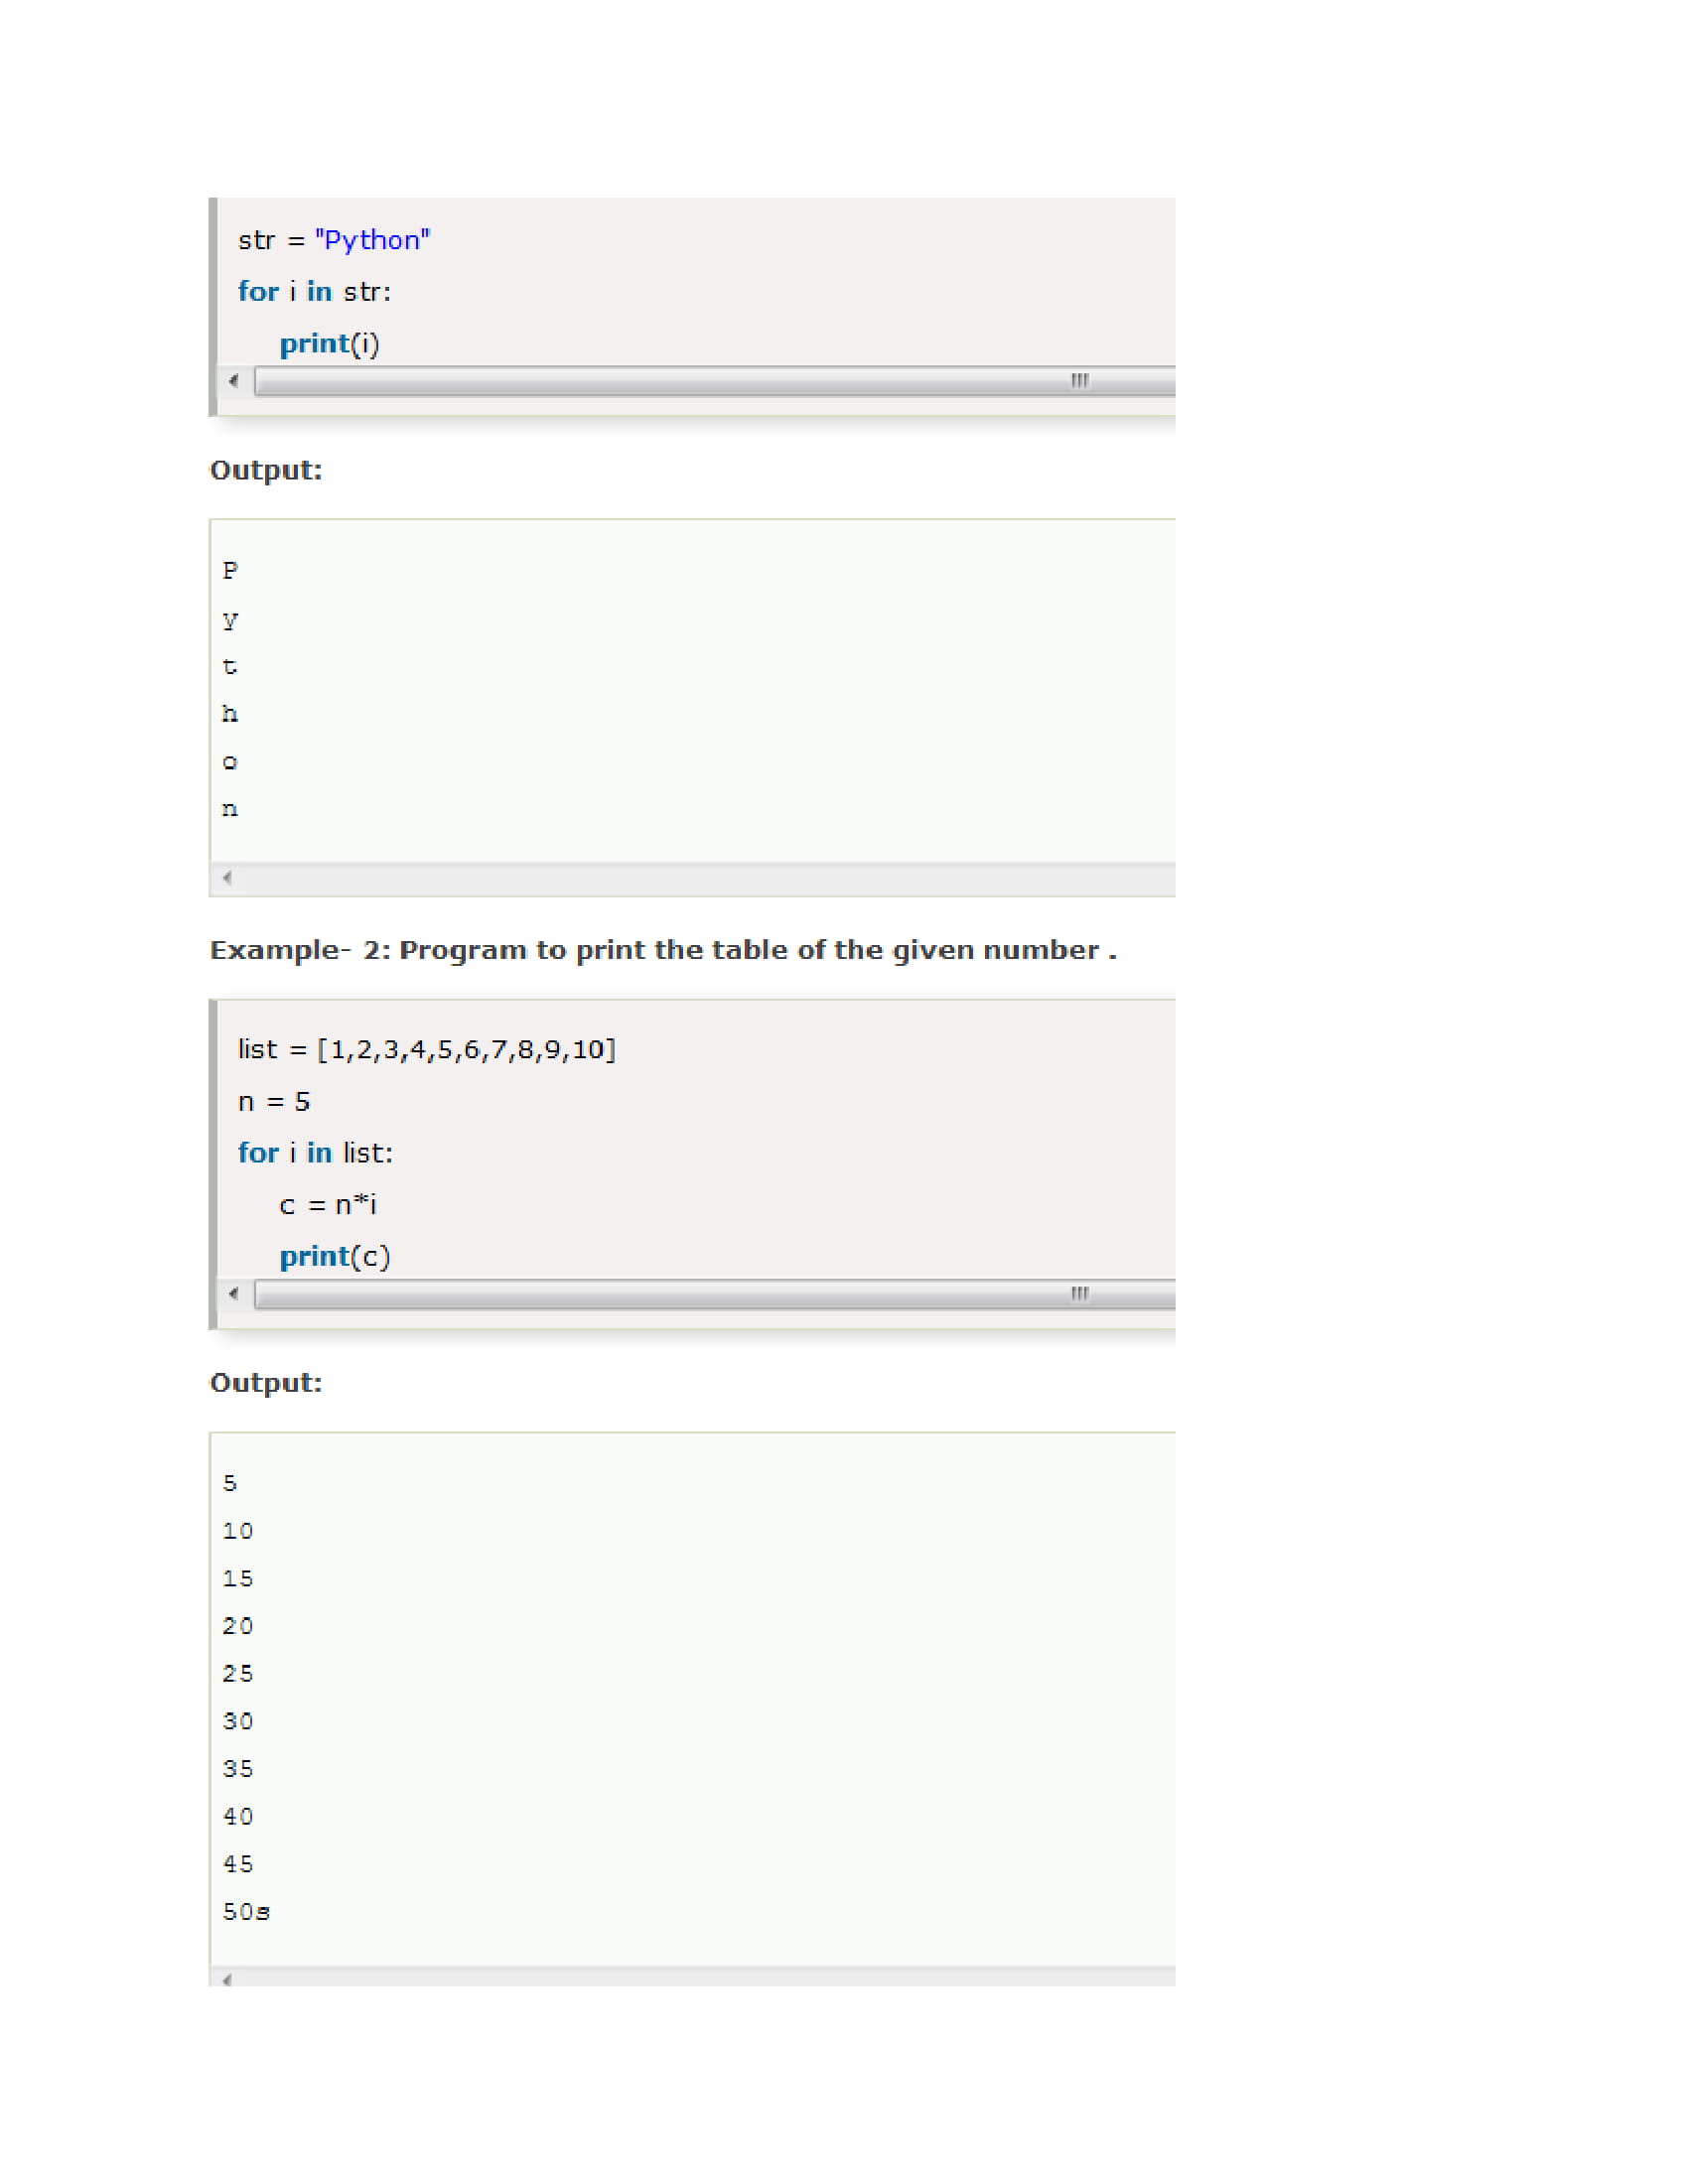 str = "Python"
for i in str:
    print(i)
Output:
P
y
t
h
o
n
Example- 2: Program to print the table of the given number .
list = [1,2,3,4,5,6,7,8,9,10]
n = 5
for i in list:
    c = n*i
    print(c)
Output:
5
10
15
20
25
30
35
40
45
50s